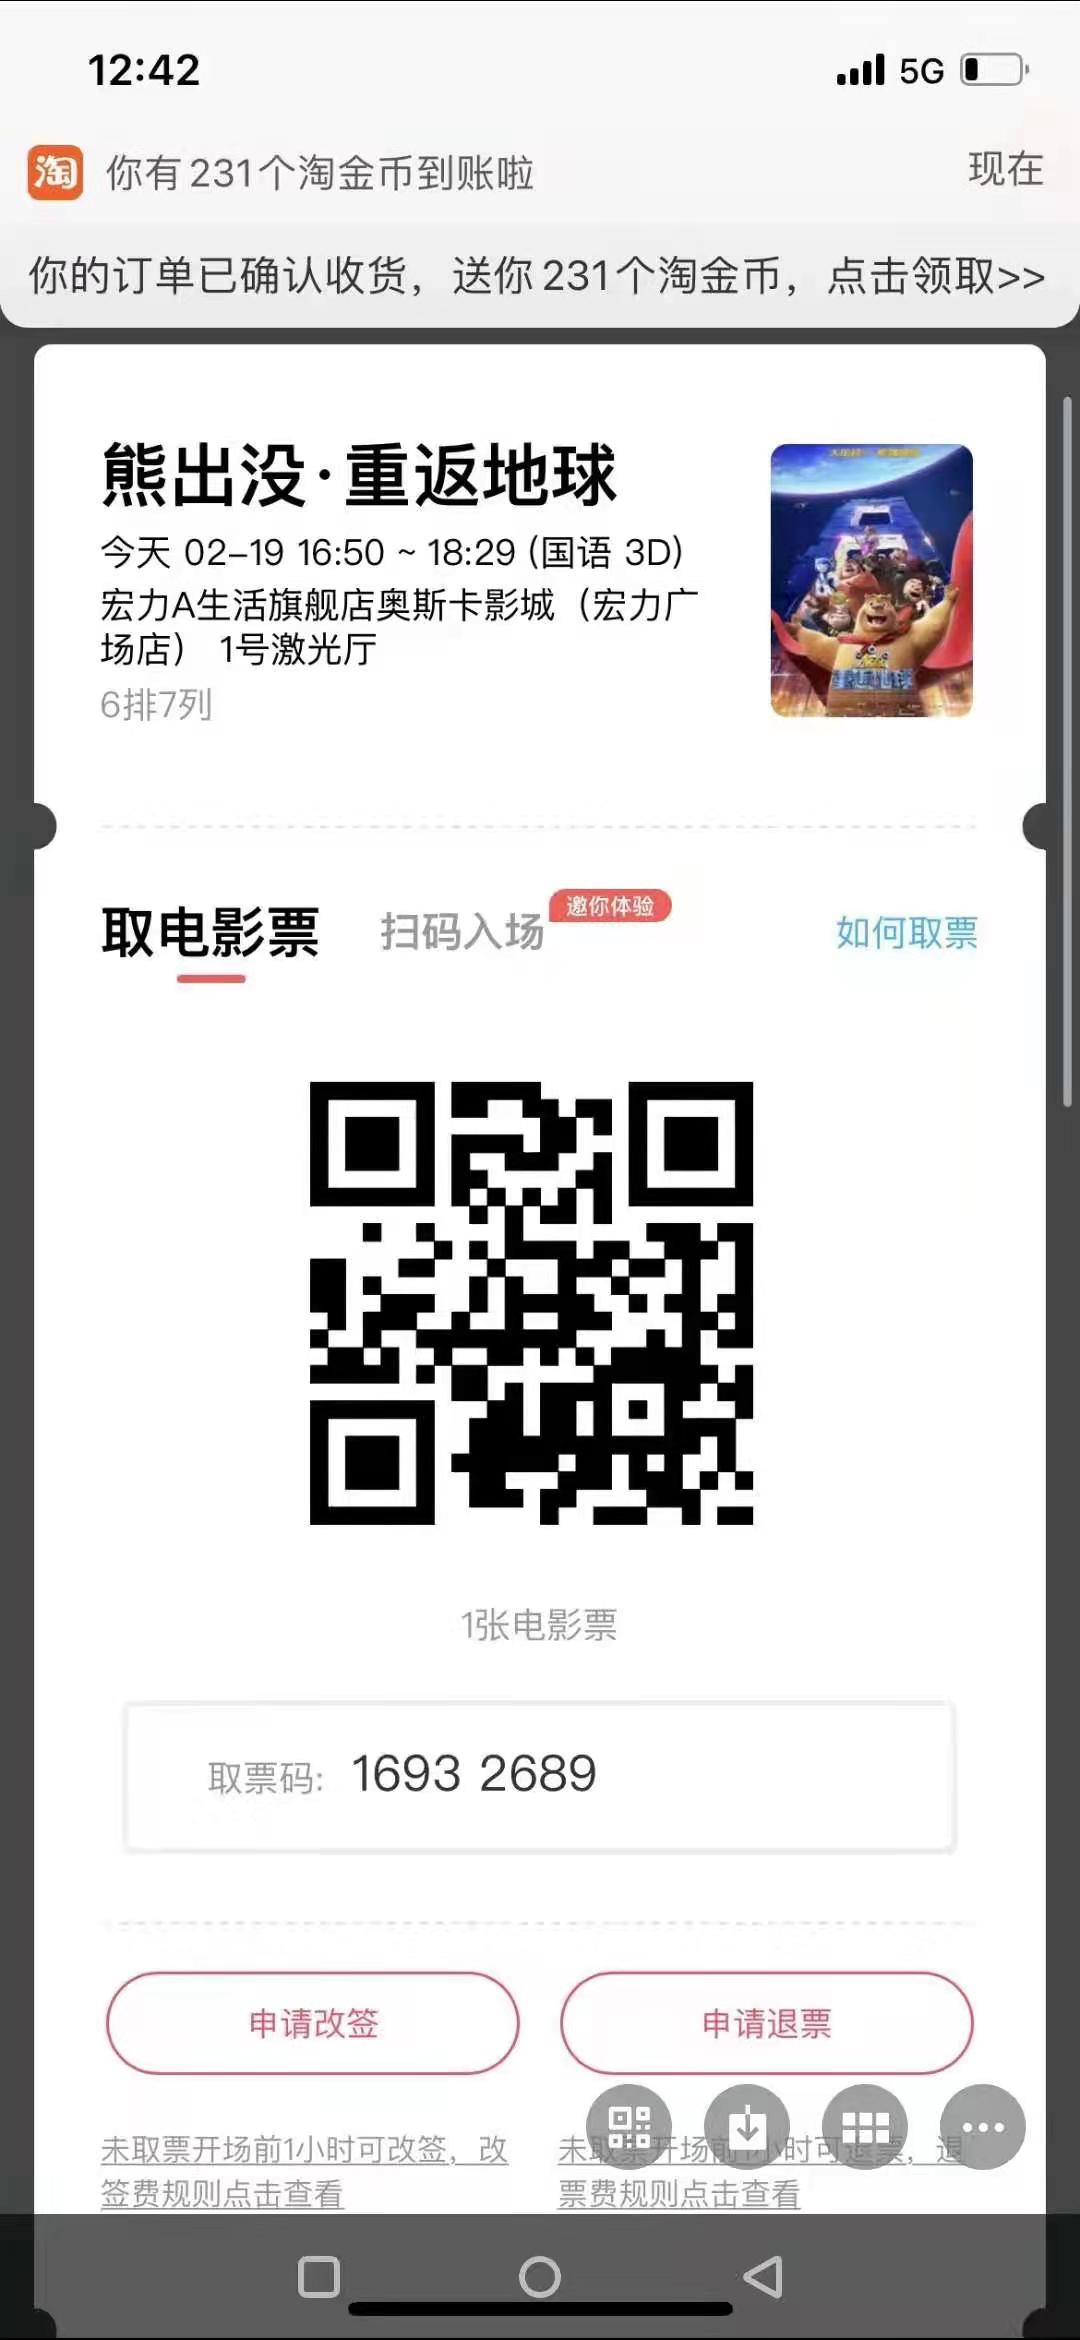 12:42
5G
淘 你有231个淘金币到账啦 现在
你的订单已确认收货，送你231个淘金币，点击领取>>
熊出没·重返地球
今天 02-19 16:50 ~ 18:29 (国语 3D)
宏力A生活旗舰店奥斯卡影城（宏力广
场店） 1号激光厅
6排7列
取电影票 扫码入场 邀你体验 如何取票
1张电影票
取票码: 1693 2689
申请改签 申请退票
未取票开场前1小时可改签，改
签费规则点击查看
未取票开场前1小时可退票，退
票费规则点击查看